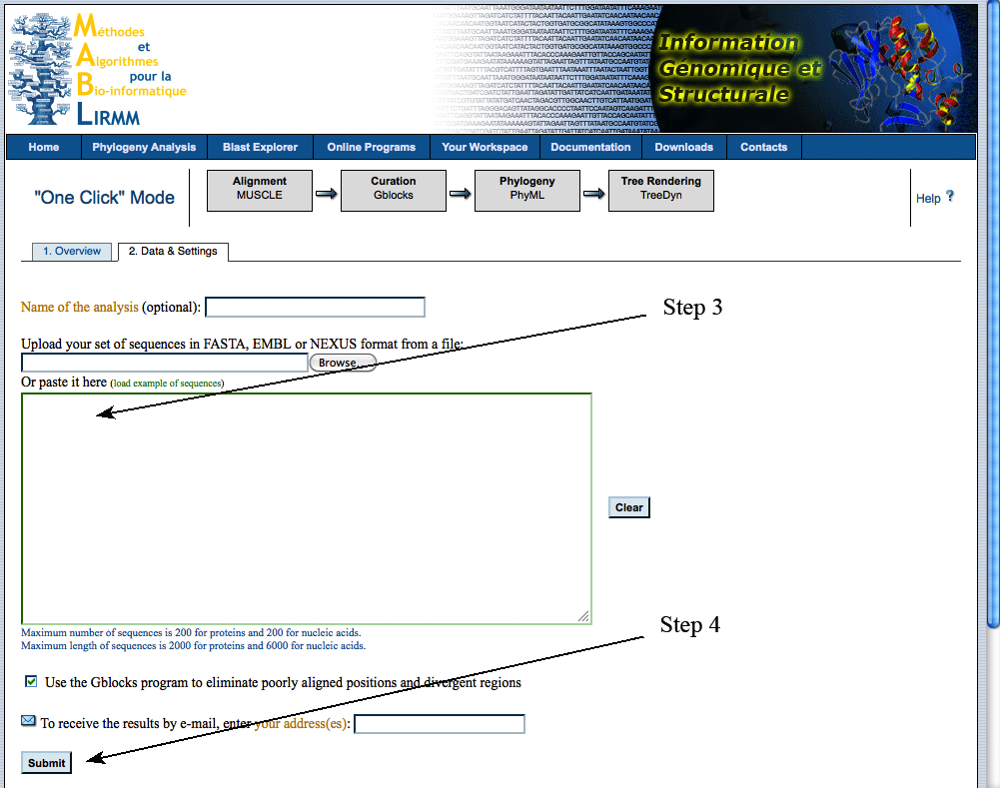 Méthodes
et
Algorithmes
pour la
Bio-informatique
LIRMM
Information
Génomique et
Structurale
Home Phylogeny Analysis Blast Explorer Online Programs Your Workspace Documentation Downloads Contacts
"One Click" Mode
Alignment
MUSCLE
Curation
Gblocks
Phylogeny
PhyML
Tree Rendering
TreeDyn
Help ?
1. Overview 2. Data & Settings
Name of the analysis (optional):
Step 3
Upload your set of sequences in FASTA, EMBL or NEXUS format from a file:
Browse...
Or paste it here (load example of sequences)
Clear
Maximum number of sequences is 200 for proteins and 200 for nucleic acids.
Maximum length of sequences is 2000 for proteins and 6000 for nucleic acids.
Step 4
Use the Gblocks program to eliminate poorly aligned positions and divergent regions
To receive the results by e-mail, enter your address(es):
Submit